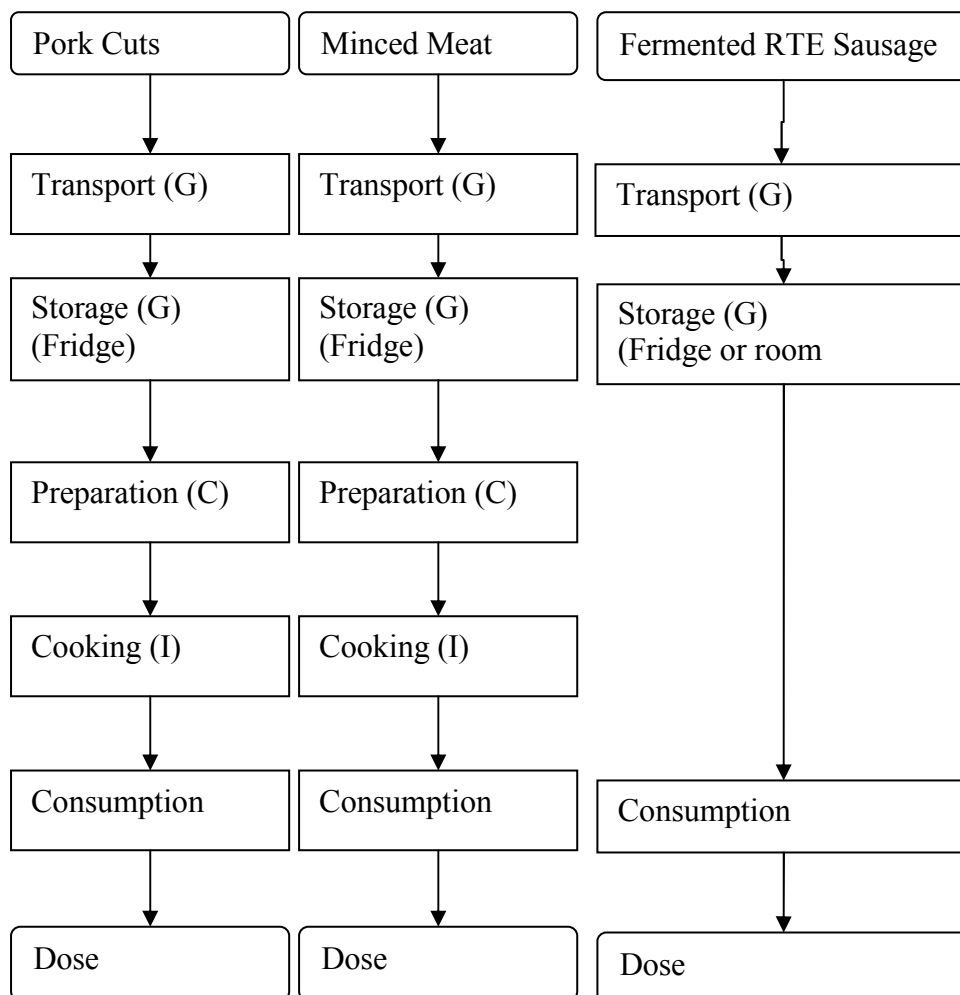 Pork Cuts
Transport (G)
Storage (G)
(Fridge)
Preparation (C)
Cooking (I)
Consumption
Dose
Minced Meat
Transport (G)
Storage (G)
(Fridge)
Preparation (C)
Cooking (I)
Consumption
Dose
Fermented RTE Sausage
Transport (G)
Storage (G)
(Fridge or room
Consumption
Dose